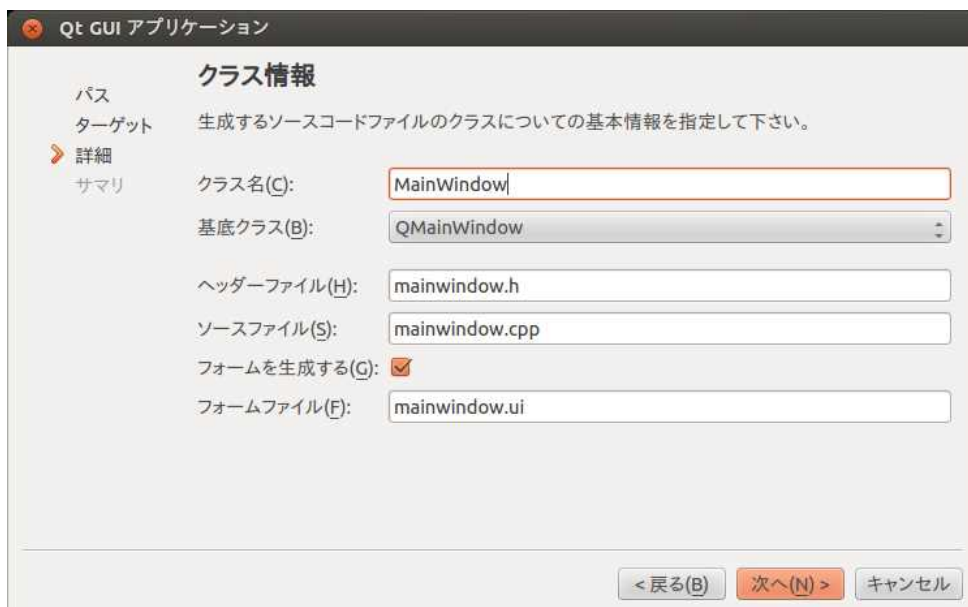 Qt GUI アプリケーション
パス
ターゲット
詳細
サマリ
クラス情報
生成するソースコードファイルのクラスについての基本情報を指定して下さい。
クラス名(C): MainWindow
基底クラス(B): QMainWindow
ヘッダーファイル(H): mainwindow.h
ソースファイル(S): mainwindow.cpp
フォームを生成する(G):
フォームファイル(F): mainwindow.ui
< 戻る(B) 次へ(N) > キャンセル